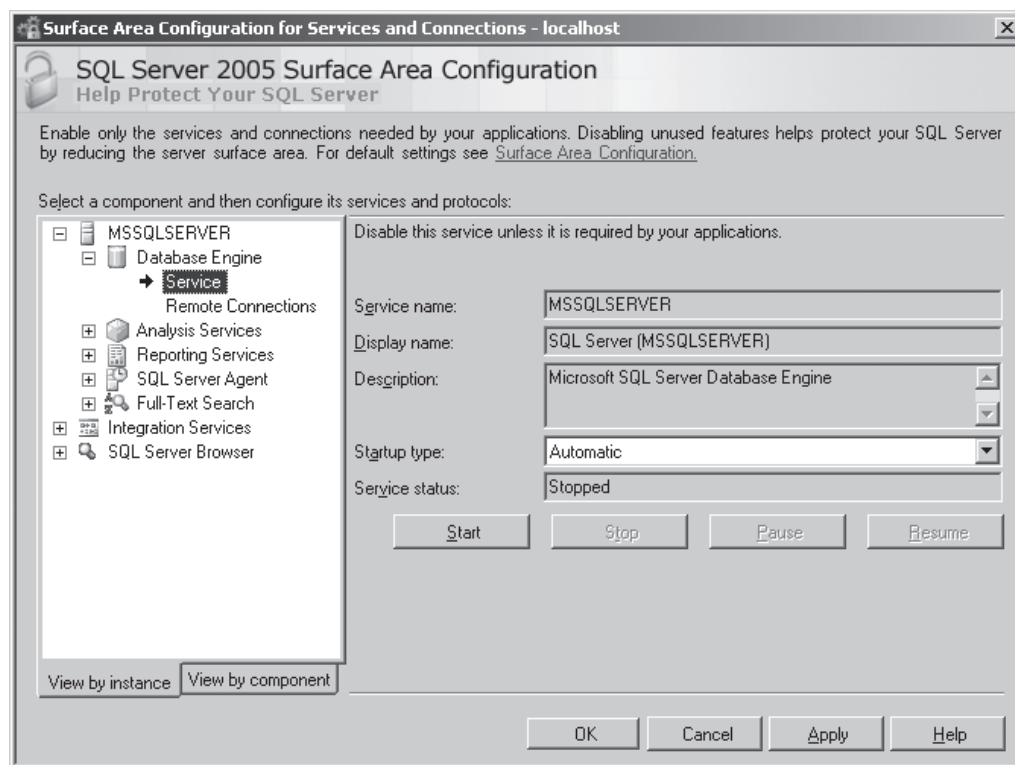 Surface Area Configuration for Services and Connections - localhost
SQL Server 2005 Surface Area Configuration
Help Protect Your SQL Server
Enable only the services and connections needed by your applications. Disabling unused features helps protect your SQL Server
by reducing the server surface area. For default settings see Surface Area Configuration.
Select a component and then configure its services and protocols:
MSSQLSERVER
Database Engine
Service
Remote Connections
Analysis Services
Reporting Services
SQL Server Agent
Full-Text Search
Integration Services
SQL Server Browser
View by instance
View by component
Disable this service unless it is required by your applications.
Service name: MSSQLSERVER
Display name: SQL Server (MSSQLSERVER)
Description: Microsoft SQL Server Database Engine
Startup type: Automatic
Service status: Stopped
Start Stop Pause Resume
OK Cancel Apply Help